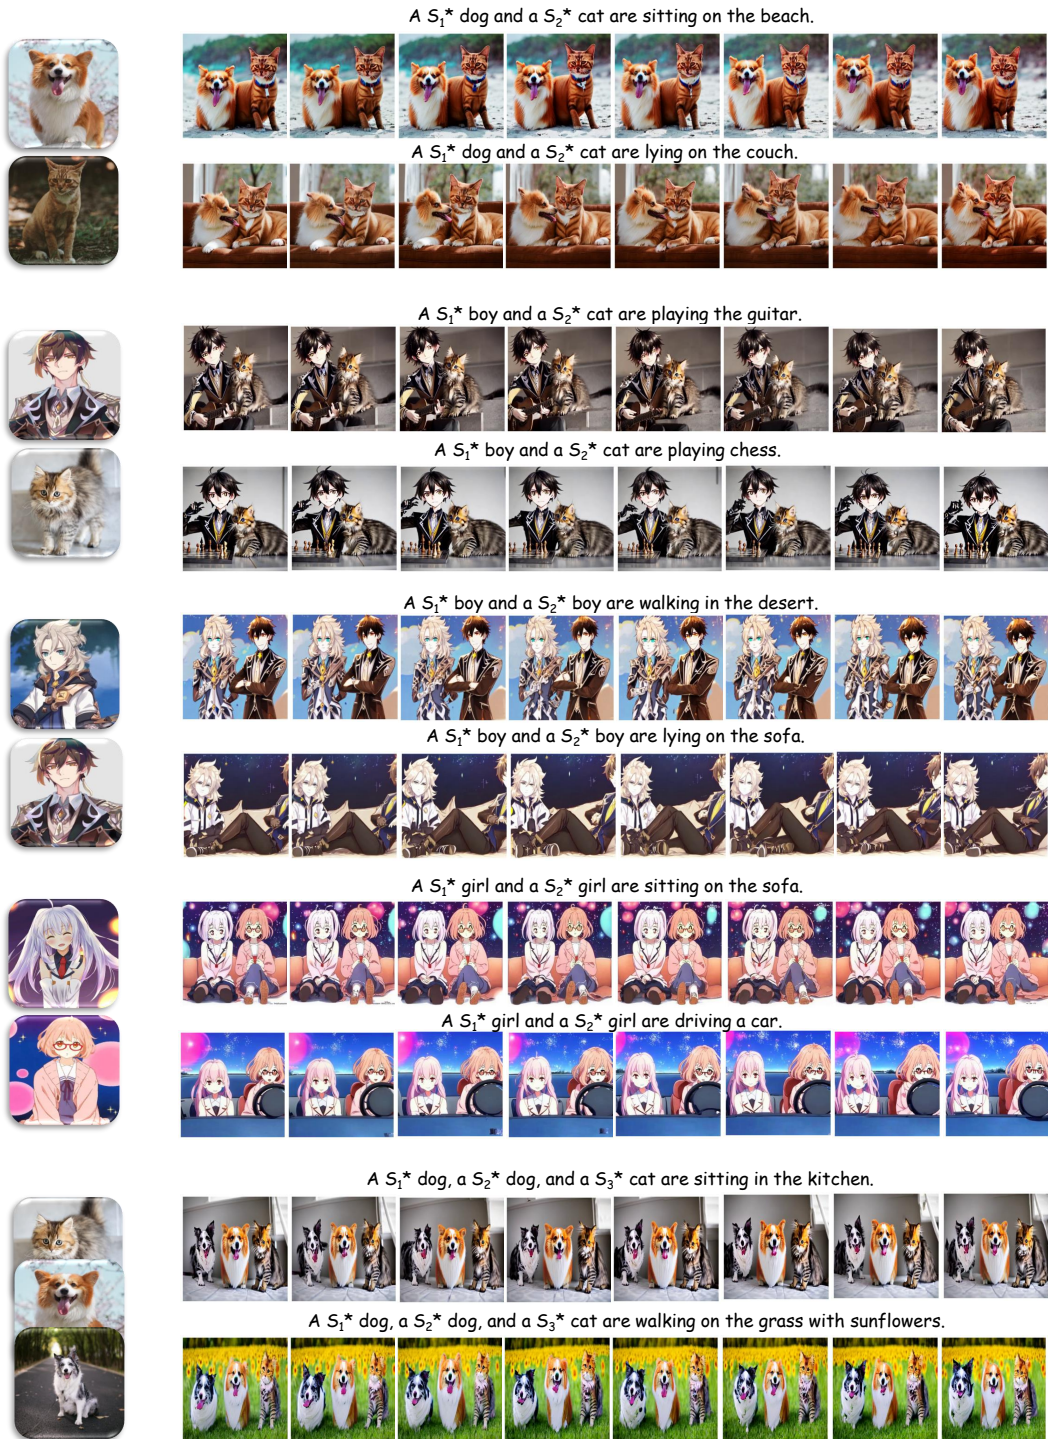 A S₁* dog and a S₂* cat are sitting on the beach.
A S₁* dog and a S₂* cat are lying on the couch.
A S₁* boy and a S₂* cat are playing the guitar.
A S₁* boy and a S₂* cat are playing chess.
A S₁* boy and a S₂* boy are walking in the desert.
A S₁* boy and a S₂* boy are lying on the sofa.
A S₁* girl and a S₂* girl are sitting on the sofa.
A S₁* girl and a S₂* girl are driving a car.
A S₁* dog, a S₂* dog, and a S₃* cat are sitting in the kitchen.
A S₁* dog, a S₂* dog, and a S₃* cat are walking on the grass with sunflowers.